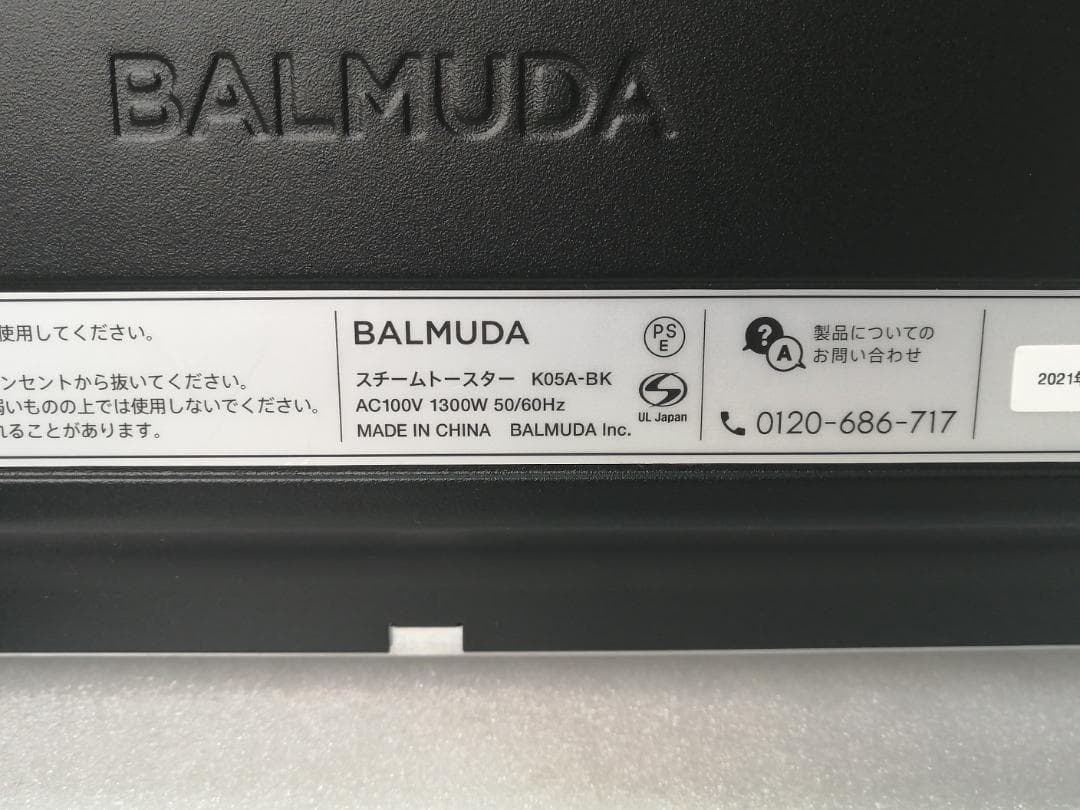 BALMUDA
使用してください。
ンセントから抜いてください。
いものの上では使用しないでください。
れることがあります。
BALMUDA
スチームトースター K05A-BK
AC100V 1300W 50/60Hz
MADE IN CHINA BALMUDA Inc.
PS
E
S
UL Japan
? A
製品についての
お問い合わせ
0120-686-717
2021年